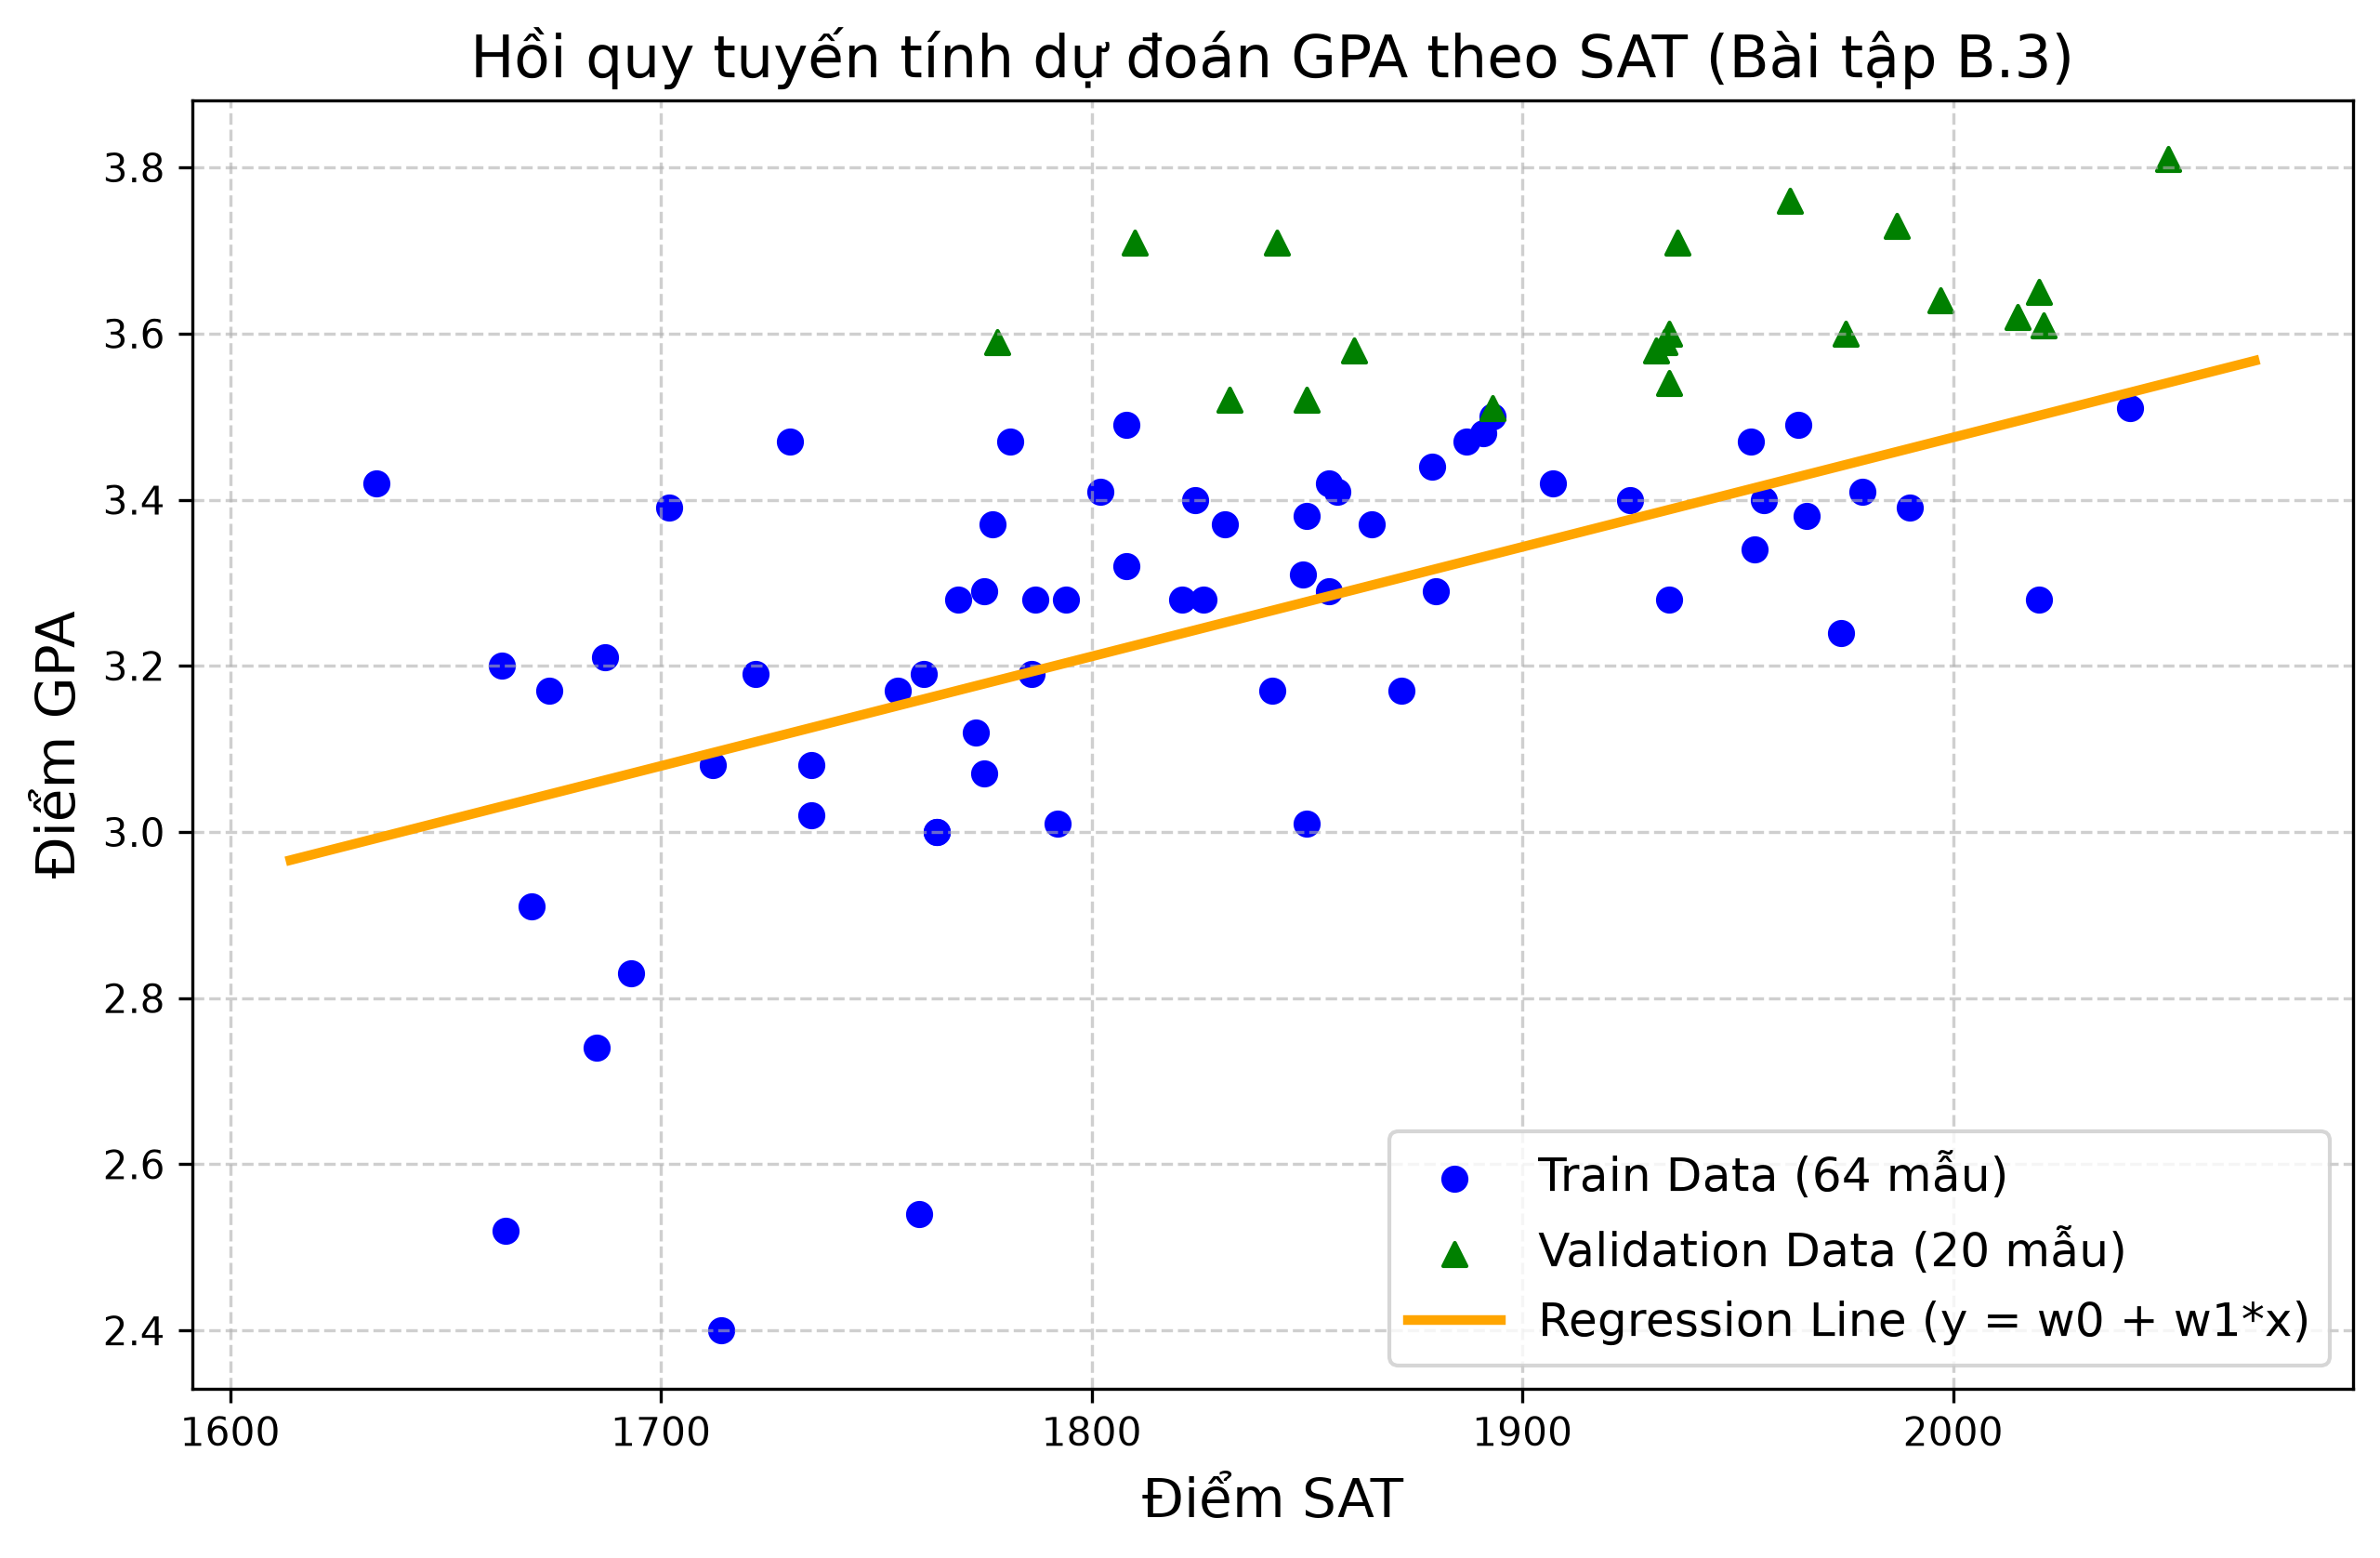 Hồi quy tuyến tính dự đoán GPA theo SAT (Bài tập B.3)
Điểm GPA
3.8
3.6
3.4
3.2
3.0
2.8
2.6
2.4
Train Data (64 mẫu)
Validation Data (20 mẫu)
Regression Line (y = w0 + w1*x)
1600 1700 1800 1900 2000
Điểm SAT